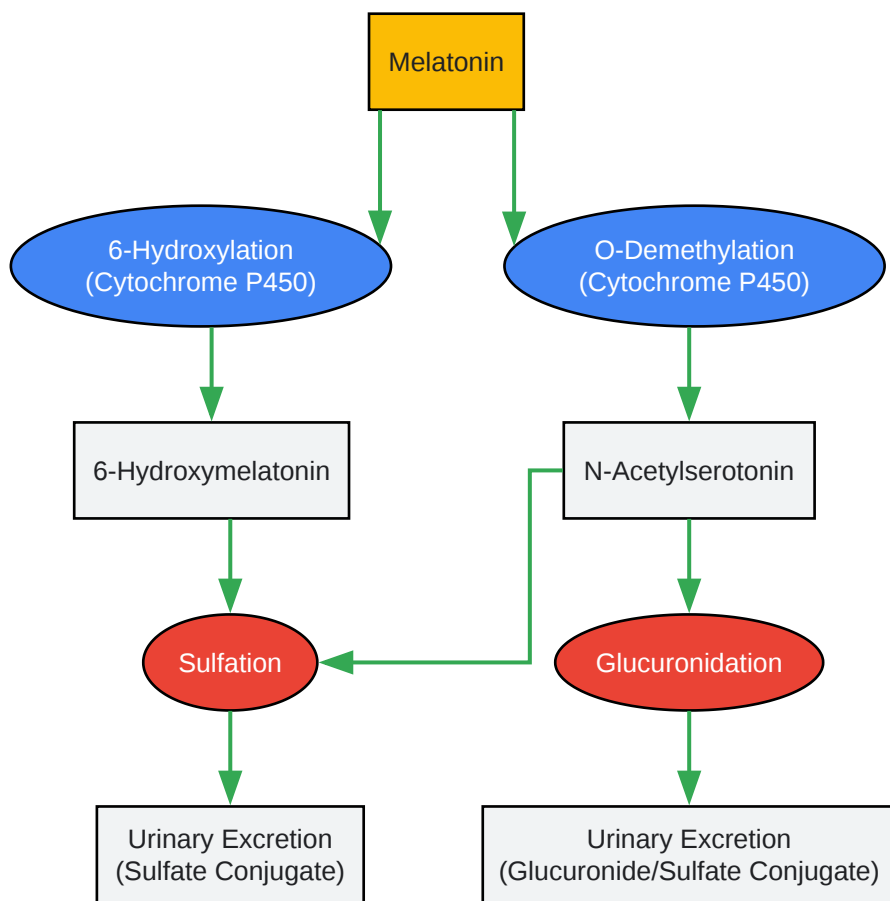 Melatonin
6-Hydroxylation
(Cytochrome P450)
O-Demethylation
(Cytochrome P450)
6-Hydroxymelatonin
N-Acetylserotonin
Sulfation
Glucuronidation
Urinary Excretion
(Sulfate Conjugate)
Urinary Excretion
(Glucuronide/Sulfate Conjugate)